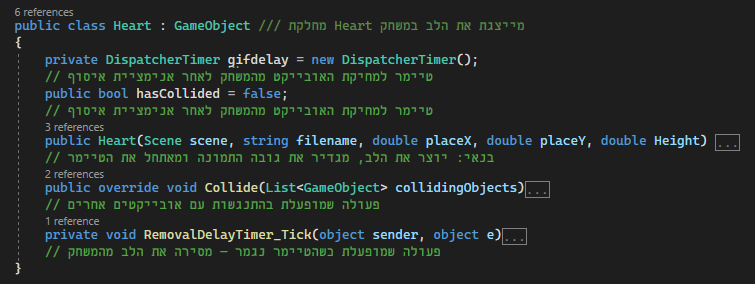 6 references
public class Heart : GameObject /// מחלקת Heart מייצגת את הלב במשחק
{
private DispatcherTimer gifdelay = new DispatcherTimer();
// טיימר למחיקת האובייקט מהמשחק לאחר אנימציית איסוף
public bool hasCollided = false;
// טיימר למחיקת האובייקט מהמשחק לאחר אנימציית איסוף
3 references
public Heart(Scene scene, string filename, double placeX, double placeY, double Height) ...
// בנאי: יוצר את הלב, מגדיר את גובה התמונה ומאתחל את הטיימר
2 references
public override void Collide(List<GameObject> collidingObjects)...
// פעולה שמופעלת בהתנגשות עם אובייקטים אחרים
1 reference
private void RemovalDelayTimer_Tick(object sender, object e)...
// פעולה שמופעלת כשהטיימר נגמר – מסירה את הלב מהמשחק
}